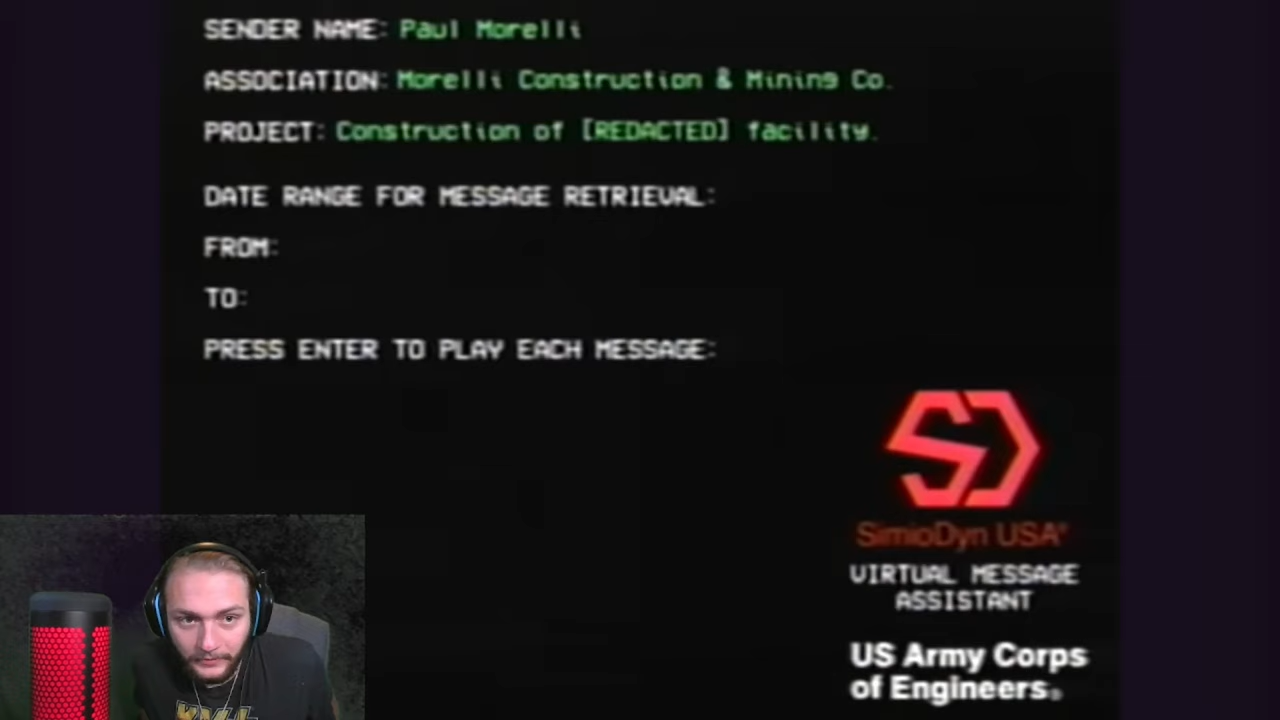 SENDER NAME: Paul Morelli
ASSOCIATION: Morelli Construction & Mining Co.
PROJECT: Construction of [REDACTED] facility.
DATE RANGE FOR MESSAGE RETRIEVAL:
FROM:
TO:
PRESS ENTER TO PLAY EACH MESSAGE:
SD
SimioDyn USA®
VIRTUAL MESSAGE
ASSISTANT
US Army Corps
of Engineers®